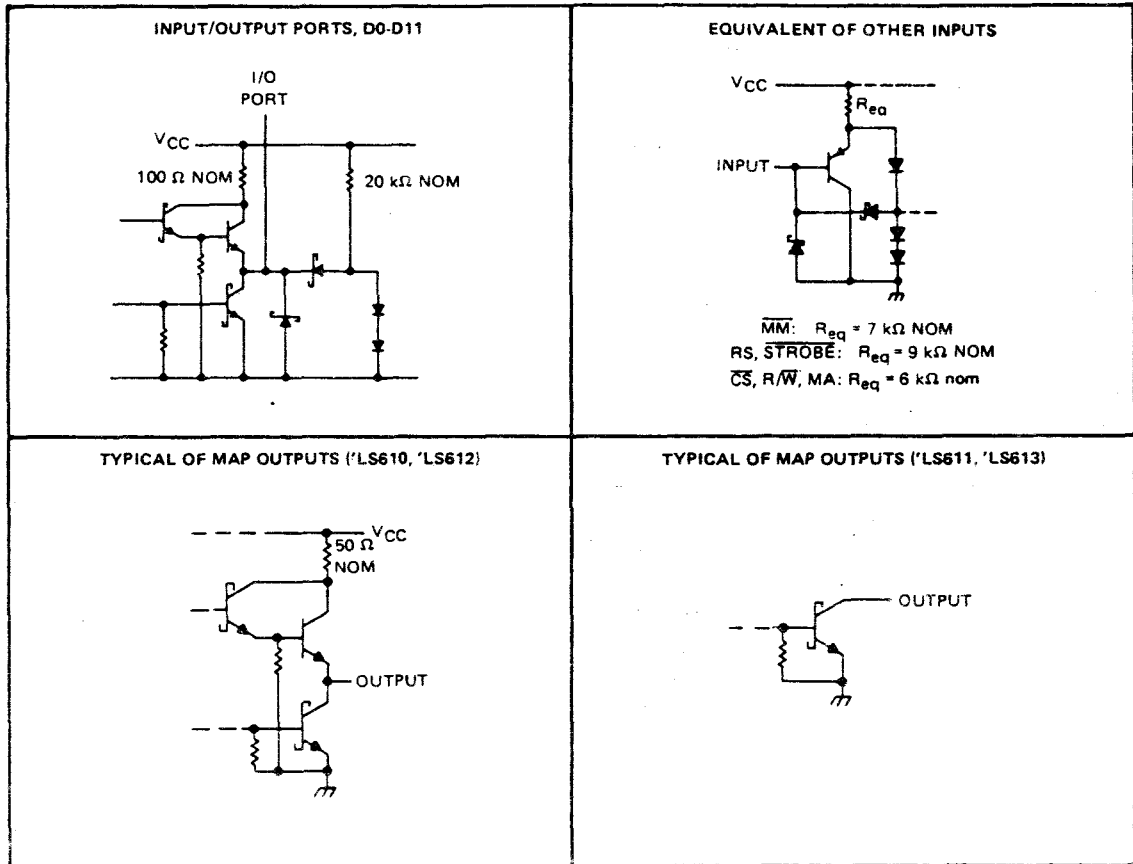 INPUT/OUTPUT PORTS, D0-D11
I/O
PORT
VCC
100 Ω NOM
20 kΩ NOM
EQUIVALENT OF OTHER INPUTS
VCC
Req
INPUT
MM: Req = 7 kΩ NOM
RS, STROBE: Req = 9 kΩ NOM
CS, R/W, MA: Req = 6 kΩ nom
TYPICAL OF MAP OUTPUTS ('LS610, 'LS612)
VCC
50 Ω
NOM
OUTPUT
TYPICAL OF MAP OUTPUTS ('LS611, 'LS613)
OUTPUT